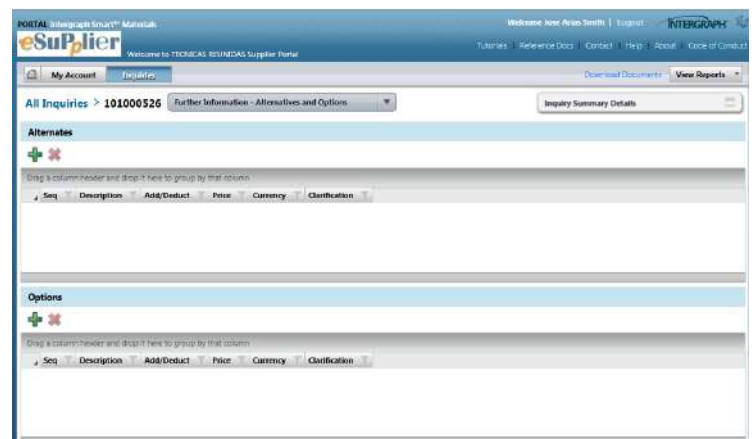 PORTAL Intergraph Smart™ Materials
Welcome Jose Arias Smith | Logout
INTERGRAPH
eSuPplier
Welcome to TECNICAS REUNIDAS Supplier Portal
Tutorials | Reference Docs | Contact | Help | About | Code of Conduct
My Account
Inquiries
Download Documents
View Reports
All Inquiries > 101000526
Further Information - Alternatives and Options
Inquiry Summary Details
Alternates
Drag a column header and drop it here to group by that column
Seq Description Add/Deduct Price Currency Clarification
Options
Drag a column header and drop it here to group by that column
Seq Description Add/Deduct Price Currency Clarification